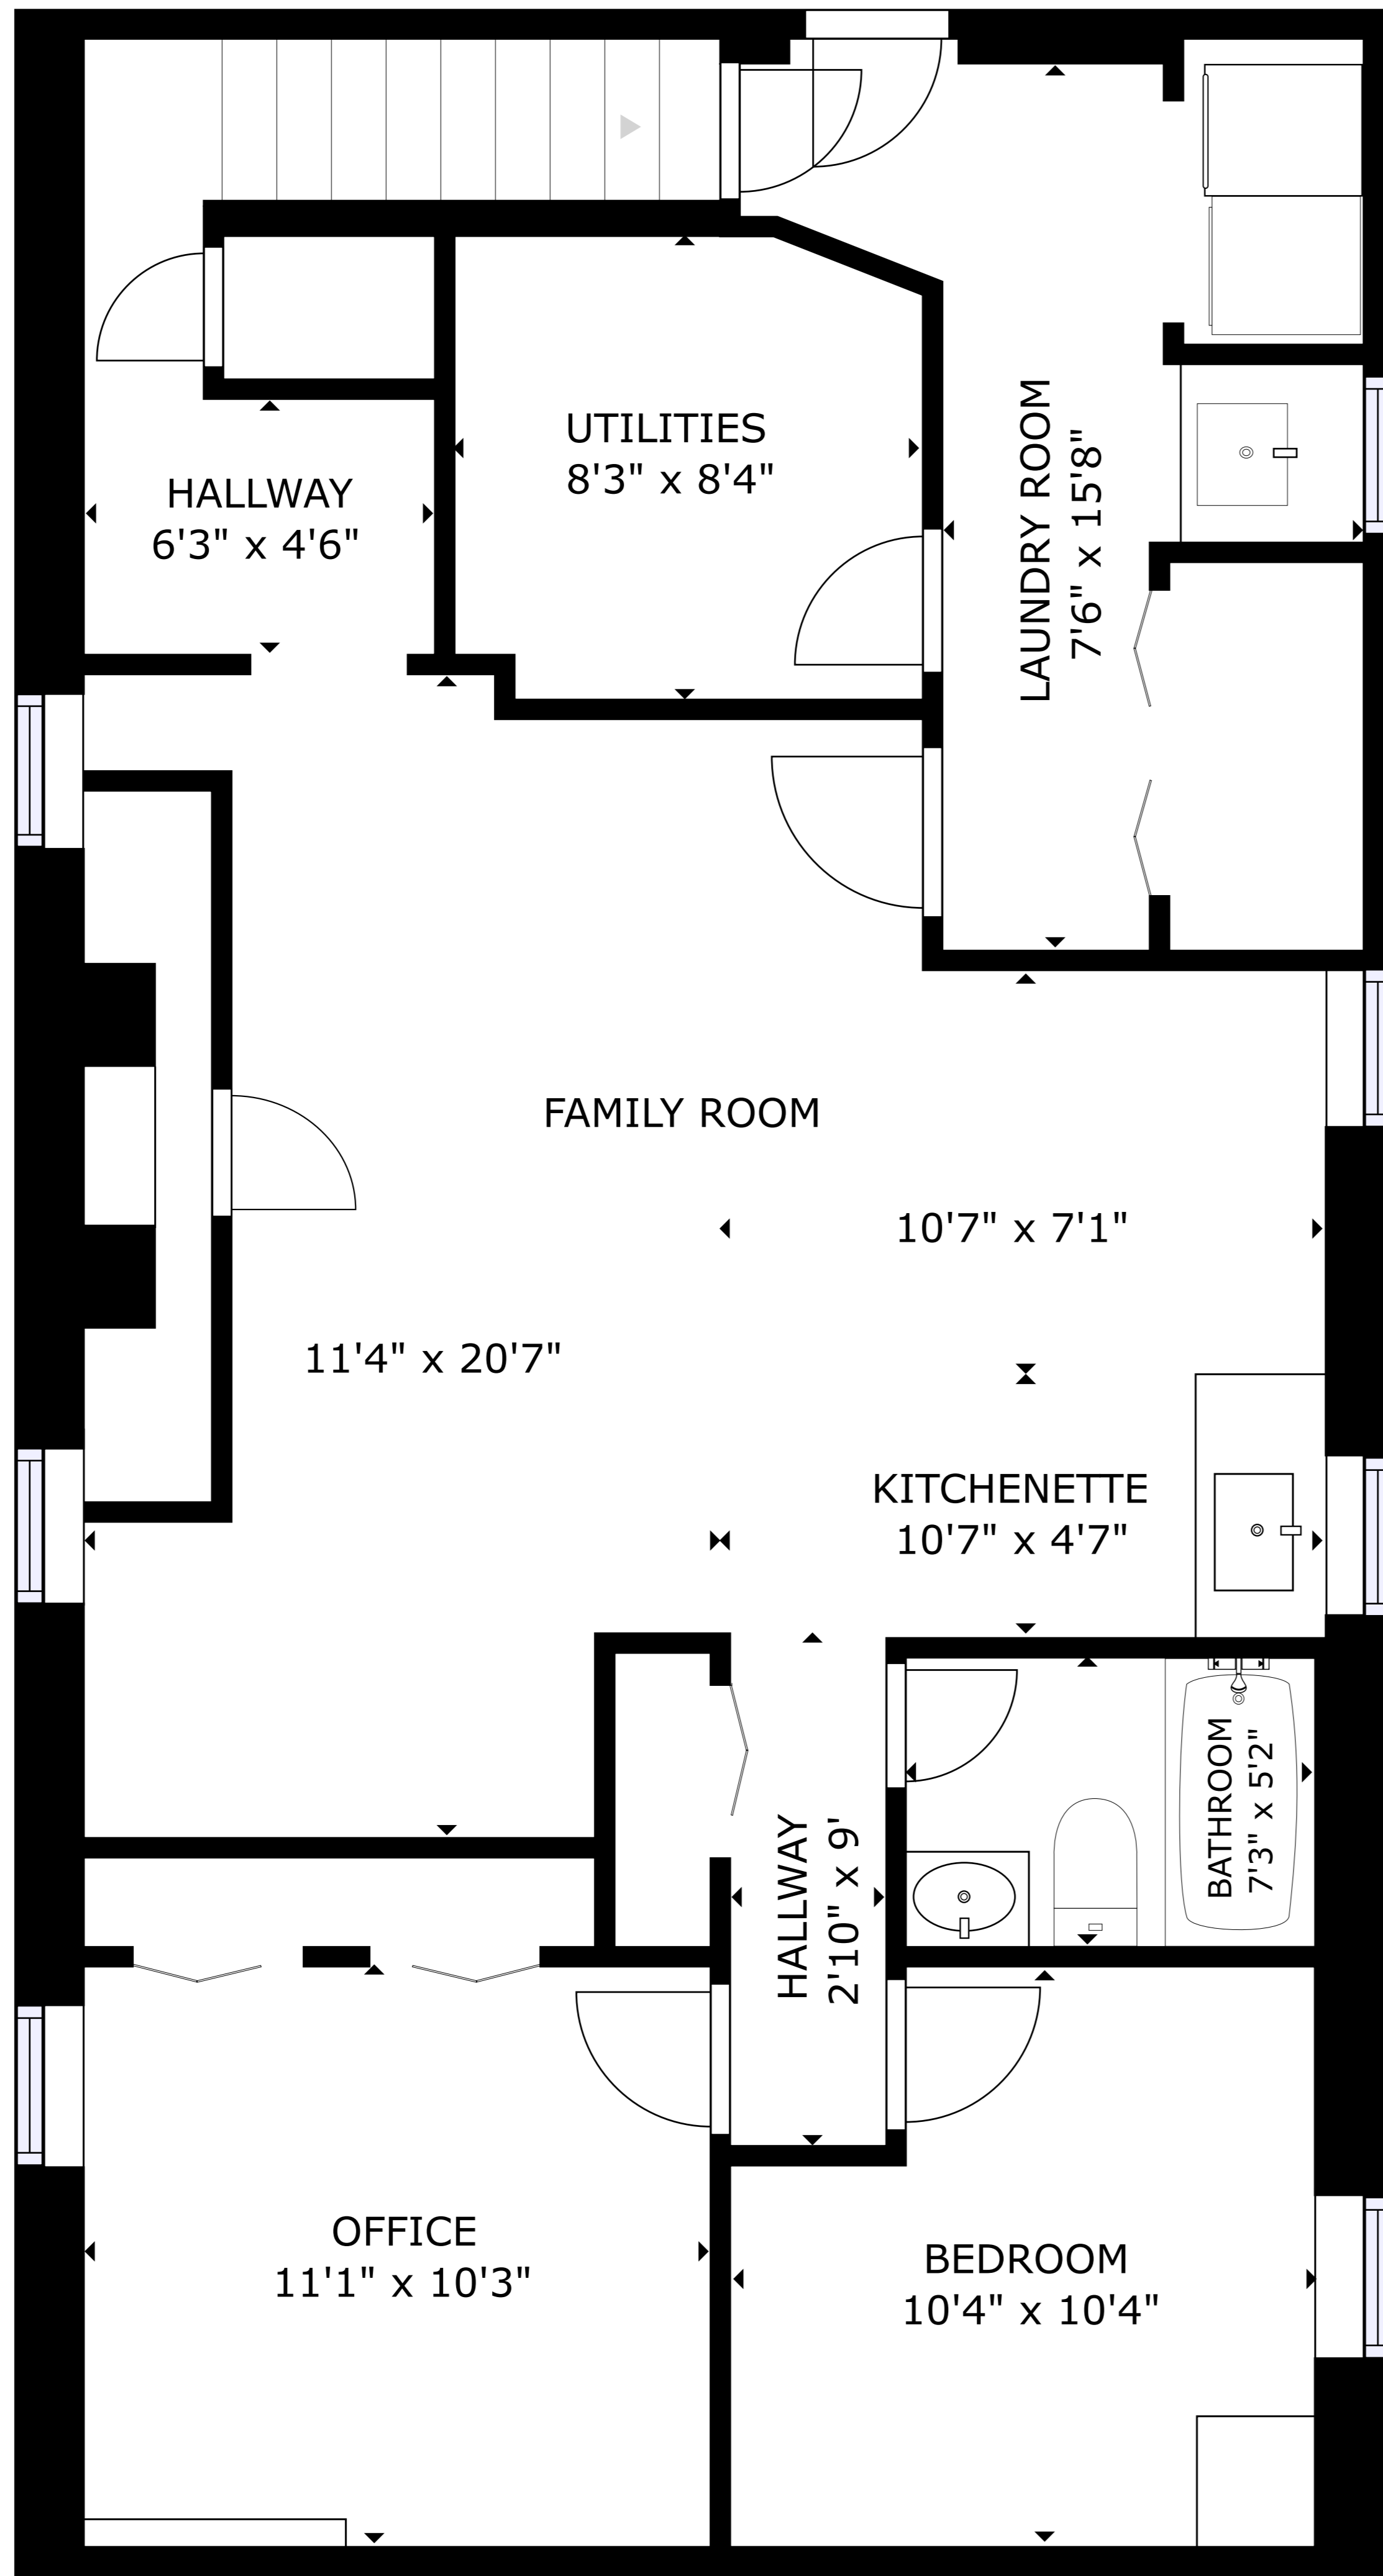 UTILITIES
8'3" x 8'4"
HALLWAY
6'3" x 4'6"
LAUNDRY ROOM
7'6" x 15'8"
FAMILY ROOM
10'7" x 7'1"
11'4" x 20'7"
KITCHENETTE
10'7" x 4'7"
BATHROOM
7'3" x 5'2"
HALLWAY
2'10" x 9'
OFFICE
11'1" x 10'3"
BEDROOM
10'4" x 10'4"